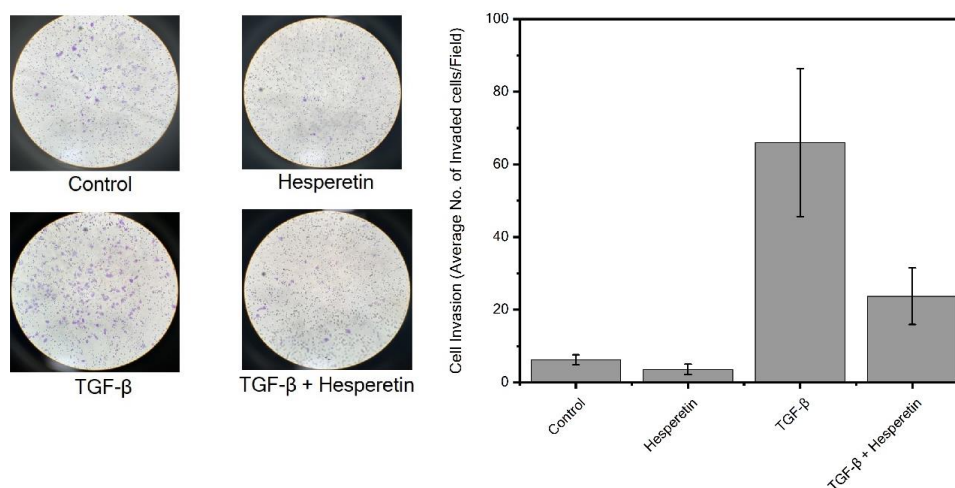 Control
Hesperetin
TGF-β
TGF-β + Hesperetin
Cell Invasion (Average No. of Invaded cells/Field)
100
80
60
40
20
0
Control
Hesperetin
TGF-β
TGF-β + Hesperetin